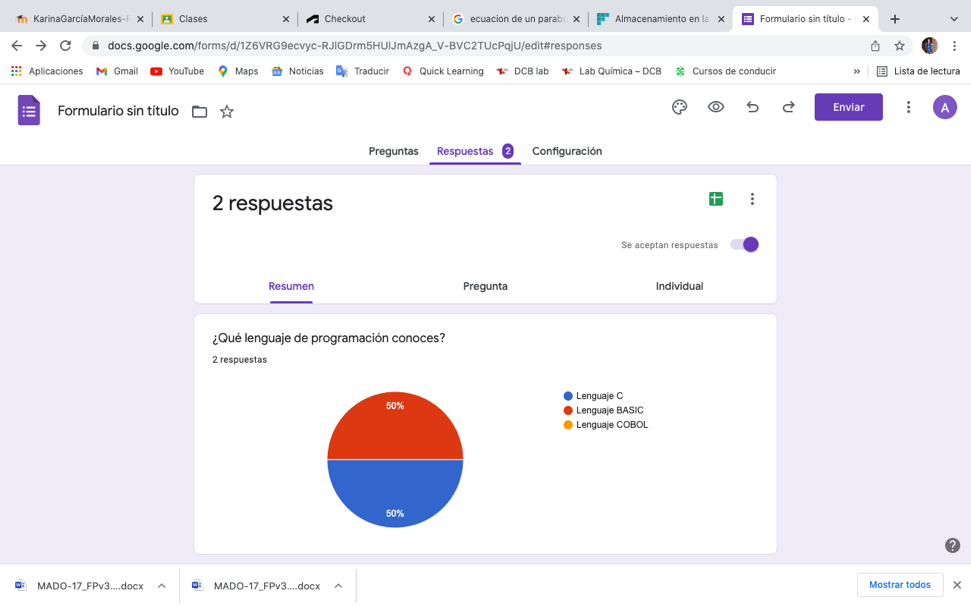 KarinaGarcíaMorales-F
Clases
Checkout
ecuacion de un parabo
Almacenamiento en la
Formulario sin título -
docs.google.com/forms/d/1Z6VRG9ecvyc-RJIGDrm5HUlJmAzgA_V-BVC2TUcPqjU/edit#responses
Aplicaciones
Gmail
YouTube
Maps
Noticias
Traducir
Quick Learning
DCB lab
Lab Química – DCB
Cursos de conducir
»
Lista de lectura
Formulario sin título
Enviar
A
Preguntas
Respuestas 2
Configuración
2 respuestas
Se aceptan respuestas
Resumen
Pregunta
Individual
¿Qué lenguaje de programación conoces?
2 respuestas
50%
50%
Lenguaje C
Lenguaje BASIC
Lenguaje COBOL
MADO-17_FPv3....docx
MADO-17_FPv3....docx
Mostrar todos